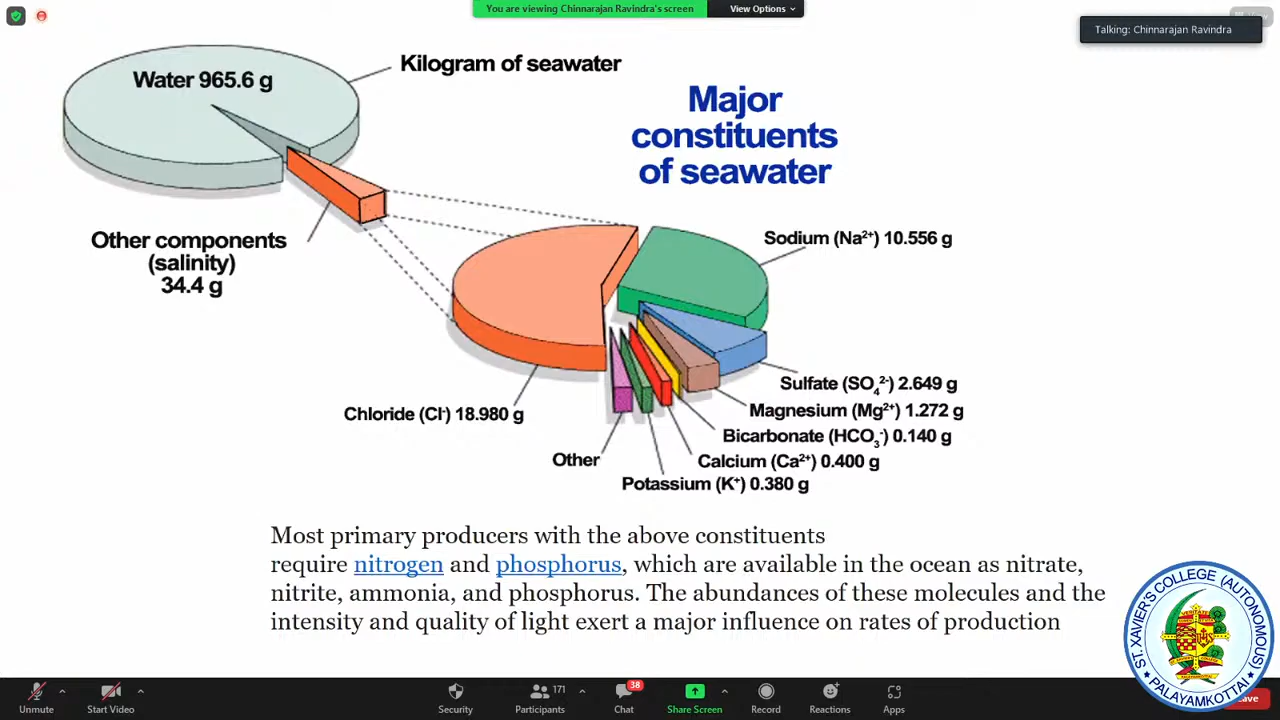 You are viewing Chinnarajan Ravindra's screen
View Options
View
Talking: Chinnarajan Ravindra
Water 965.6 g
Kilogram of seawater
Major
constituents
of seawater
Other components
(salinity)
34.4 g
Sodium (Na²⁺) 10.556 g
Sulfate (SO₄²⁻) 2.649 g
Chloride (Cl⁻) 18.980 g
Magnesium (Mg²⁺) 1.272 g
Bicarbonate (HCO₃⁻) 0.140 g
Other
Calcium (Ca²⁺) 0.400 g
Potassium (K⁺) 0.380 g
Most primary producers with the above constituents
require nitrogen and phosphorus, which are available in the ocean as nitrate,
nitrite, ammonia, and phosphorus. The abundances of these molecules and the
intensity and quality of light exert a major influence on rates of production
ST. XAVIER'S COLLEGE (AUTONOMOUS)
PALAYAMKOTTAI
Unmute
Start Video
Security
171
Participants
38
Chat
Share Screen
Record
Reactions
Apps